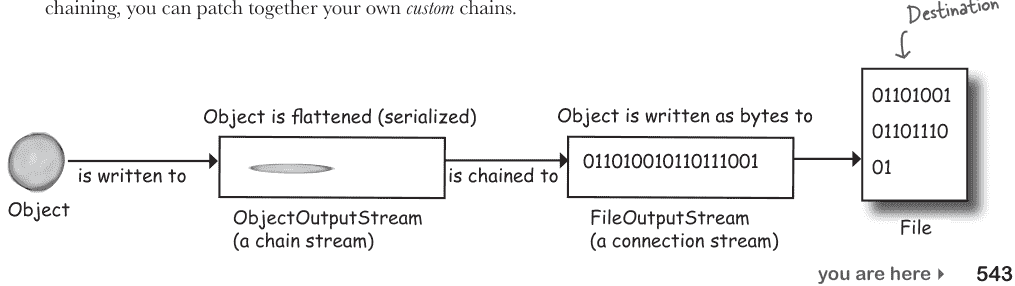 chaining, you can patch together your own custom chains.
Destination
Object is flattened (serialized)
Object is written as bytes to
01101001
01101110
01
011010010110111001
is written to
is chained to
Object
ObjectOutputStream
(a chain stream)
FileOutputStream
(a connection stream)
File
you are here ▸ 543